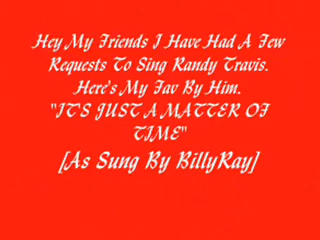 Hey My Friends I Have Had A Few
Requests To Sing Randy Travis.
Here's My Fav By Him.
"IT'S JUST A MATTER OF
TIME"
[As Sung By BillyRay]